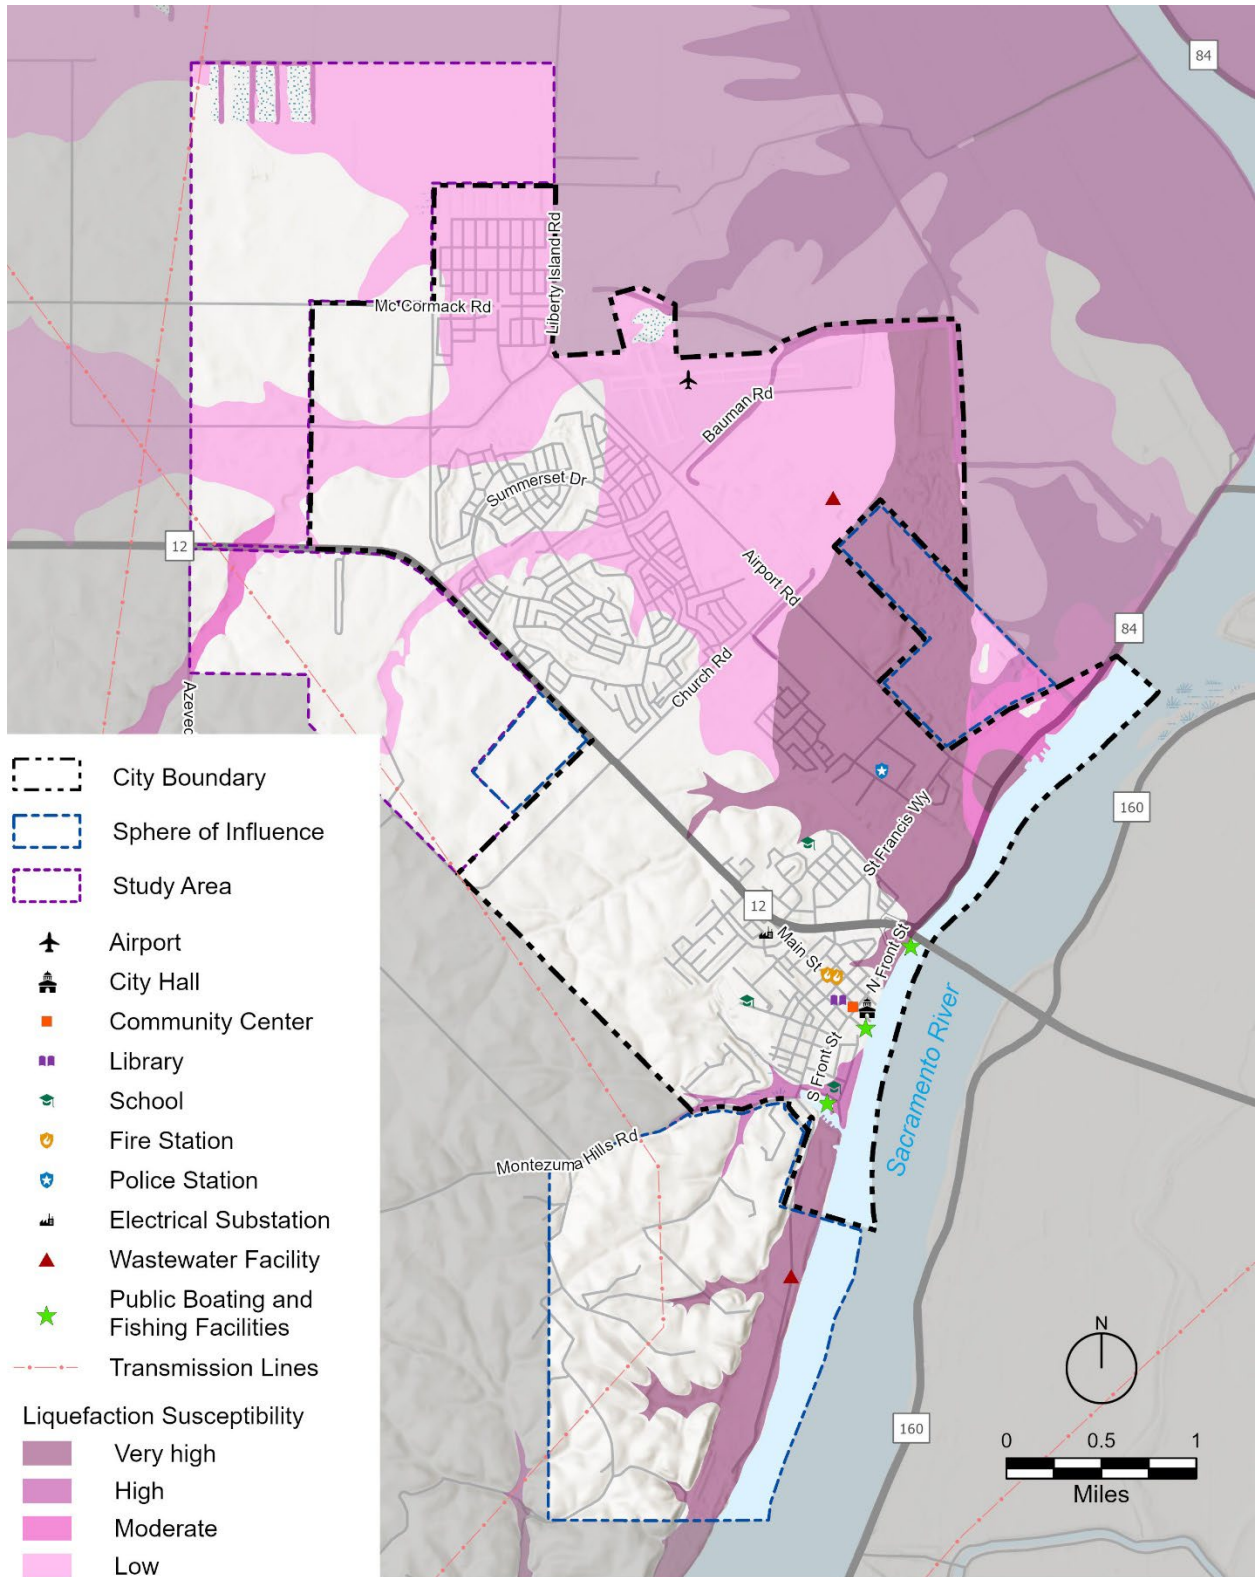 84
Liberty Island Rd
Mc Cormack Rd
Bauman Rd
Summerset Dr
12
Airport Rd
84
Church Rd
Azeved
160
St Francis Wy
12
Main St
N Front St
S Front St
Sacramento River
Montezuma Hills Rd
160
City Boundary
Sphere of Influence
Study Area
Airport
City Hall
Community Center
Library
School
Fire Station
Police Station
Electrical Substation
Wastewater Facility
Public Boating and
Fishing Facilities
Transmission Lines
Liquefaction Susceptibility
Very high
High
Moderate
Low
N
0 0.5 1
Miles